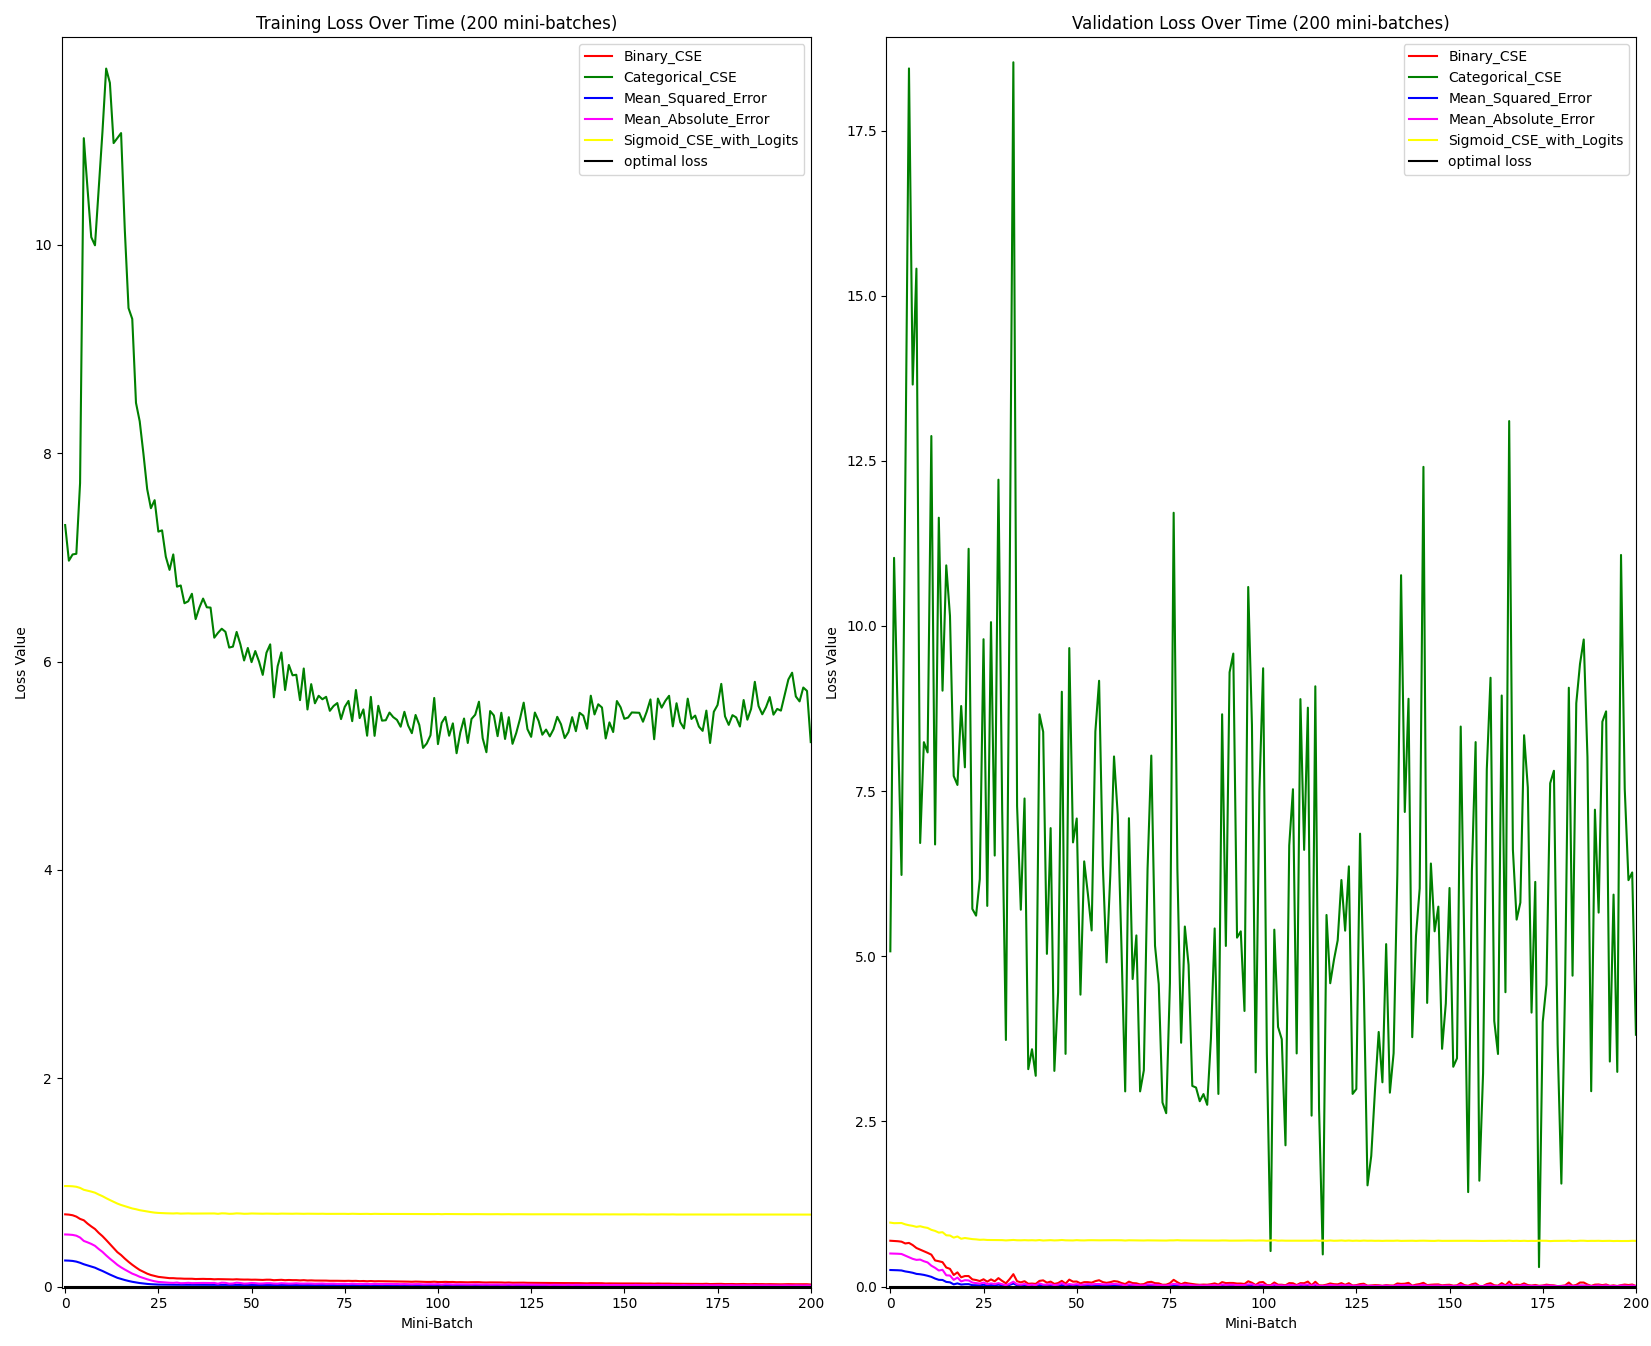 Training Loss Over Time (200 mini-batches)
Binary_CSE
Categorical_CSE
Mean_Squared_Error
Mean_Absolute_Error
Sigmoid_CSE_with_Logits
optimal loss
Loss Value
10
8
6
4
2
0
0
25
50
75
100
125
150
175
200
Mini-Batch
Validation Loss Over Time (200 mini-batches)
Binary_CSE
Categorical_CSE
Mean_Squared_Error
Mean_Absolute_Error
Sigmoid_CSE_with_Logits
optimal loss
Loss Value
17.5
15.0
12.5
10.0
7.5
5.0
2.5
0.0
0
25
50
75
100
125
150
175
200
Mini-Batch